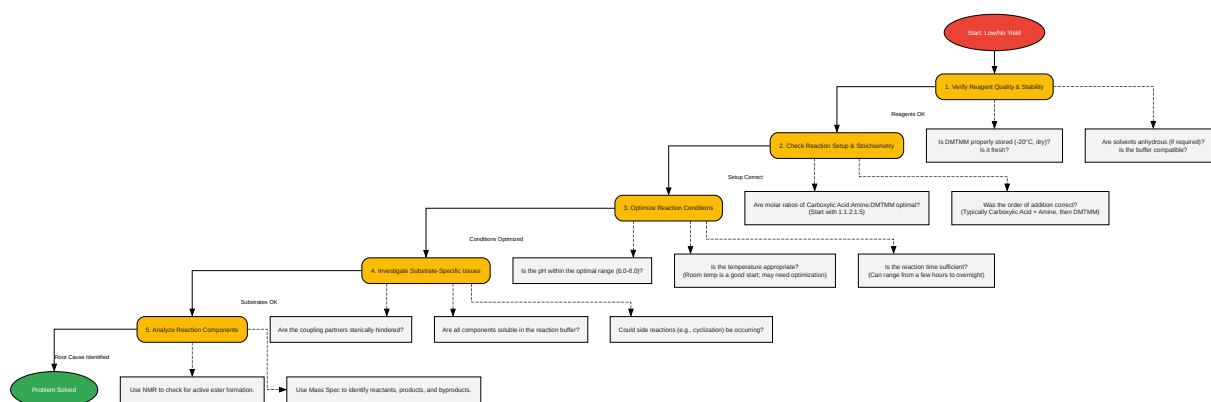 Start: Low/No Yield
1. Verify Reagent Quality & Stability
Reagents OK
Is DMTMM properly stored (-20°C, dry)?
Is it fresh?
Are solvents anhydrous (if required)?
Is the buffer compatible?
2. Check Reaction Setup & Stoichiometry
Setup Correct
Are molar ratios of Carboxylic Acid:Amine:DMTMM optimal?
(Start with 1:1.2:1.5)
Was the order of addition correct?
(Typically Carboxylic Acid + Amine, then DMTMM)
3. Optimize Reaction Conditions
Conditions Optimized
Is the pH within the optimal range (6.0-8.0)?
Is the temperature appropriate?
(Room temp is a good start; may need optimization)
Is the reaction time sufficient?
(Can range from a few hours to overnight)
4. Investigate Substrate-Specific Issues
Substrates OK
Are the coupling partners sterically hindered?
Are all components soluble in the reaction buffer?
Could side reactions (e.g., cyclization) be occurring?
5. Analyze Reaction Components
Root Cause Identified
Problem Solved
Use NMR to check for active ester formation.
Use Mass Spec to identify reactants, products, and byproducts.